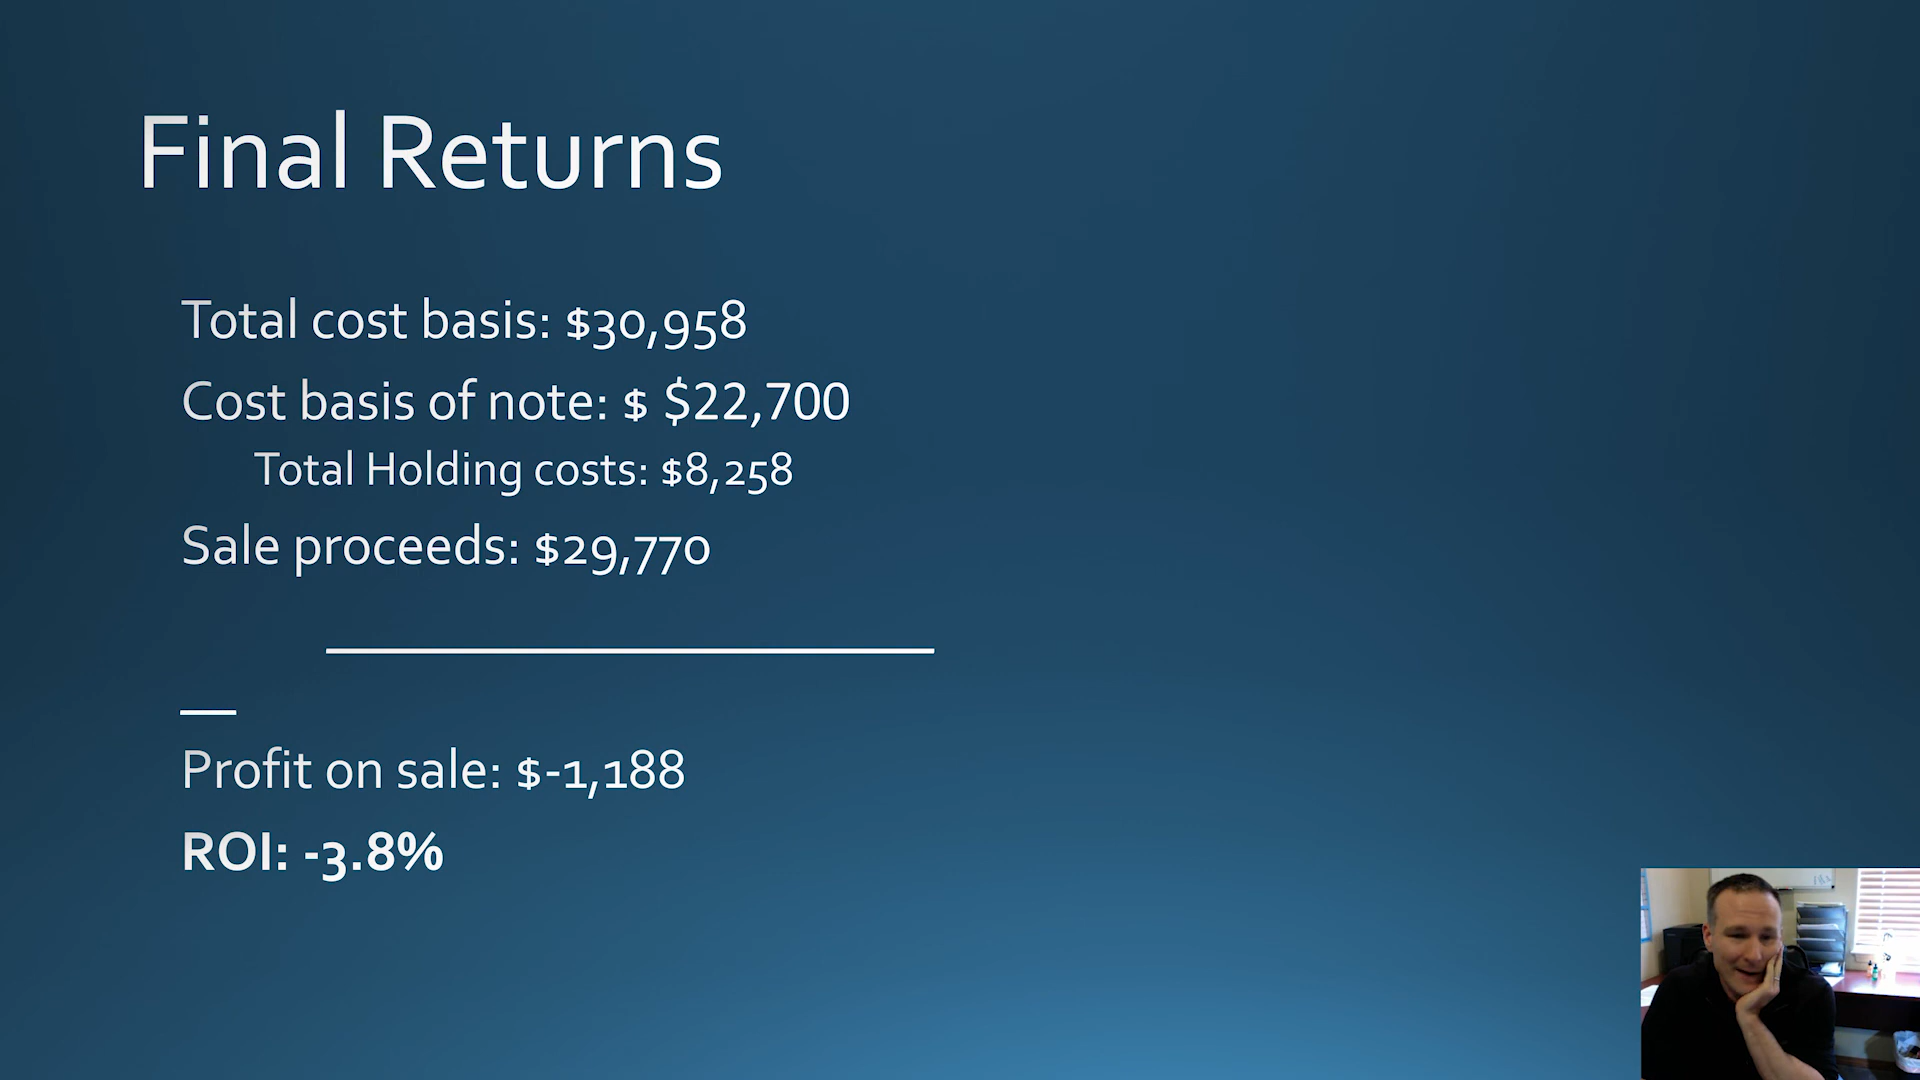 Final Returns
Total cost basis: $30,958
Cost basis of note: $ $22,700
Total Holding costs: $8,258
Sale proceeds: $29,770
Profit on sale: $-1,188
ROI: -3.8%